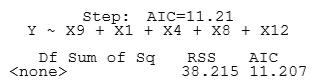 Step:  AIC=11.21
Y ~ X9 + X1 + X4 + X8 + X12
Df Sum of Sq    RSS    AIC
<none>                 38.215 11.207